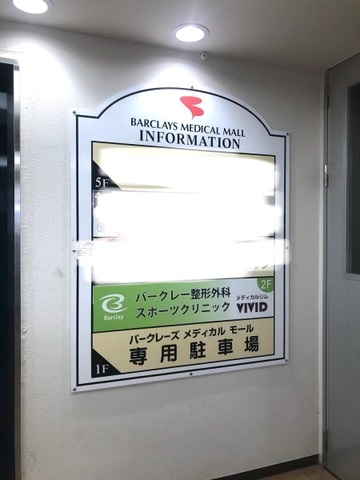 BARCLAYS MEDICAL MALL
INFORMATION
5F
Barclay
バークレー整形外科
スポーツクリニック
2F
メディカルジム
VIVID
1F
バークレーズ メディカル モール
専用駐車場